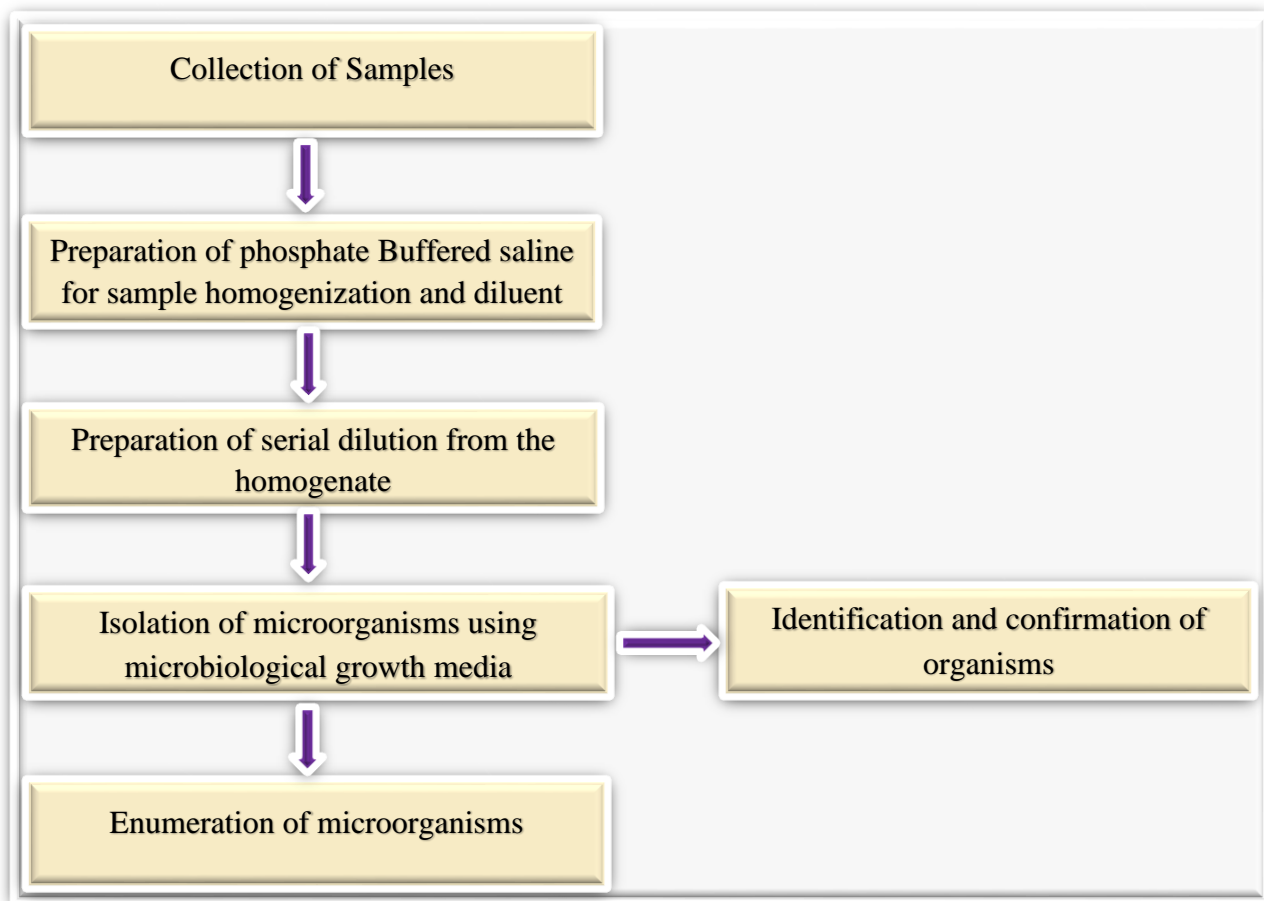 Collection of Samples
Preparation of phosphate Buffered saline
for sample homogenization and diluent
Preparation of serial dilution from the
homogenate
Isolation of microorganisms using
microbiological growth media
Identification and confirmation of
organisms
Enumeration of microorganisms